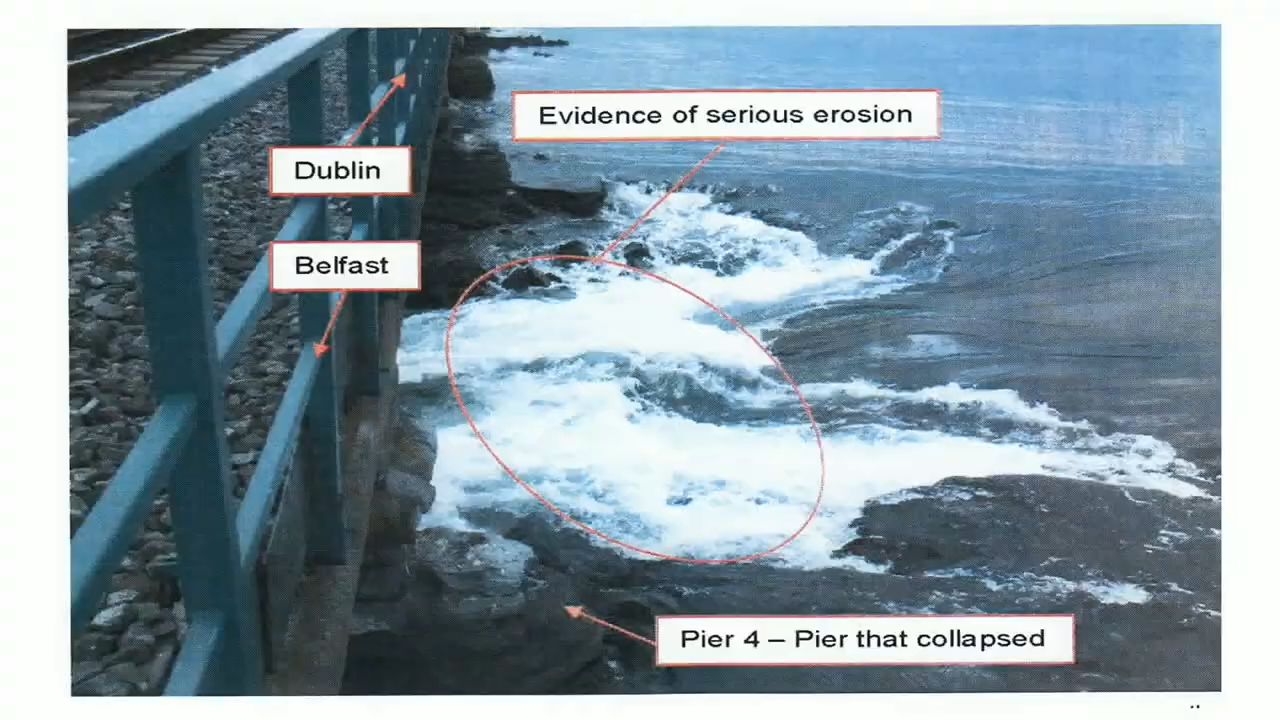 Evidence of serious erosion
Dublin
Belfast
Pier 4 – Pier that collapsed